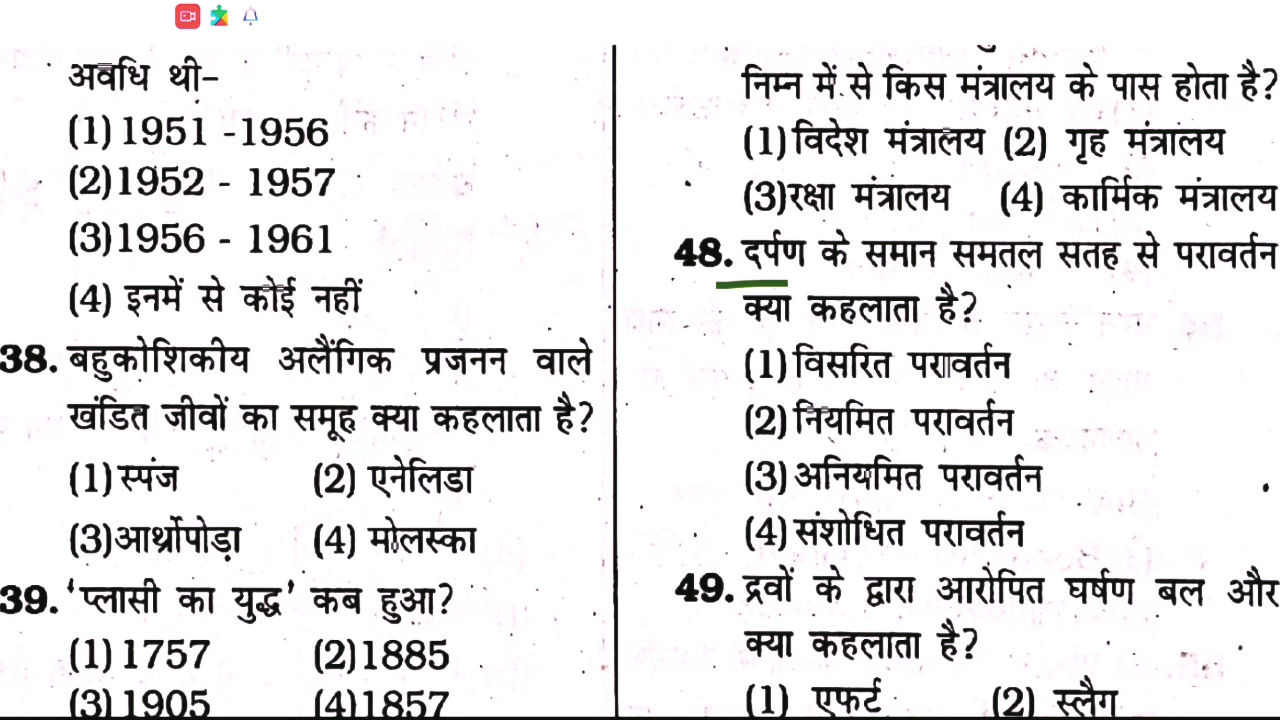 अवधि थी–
(1) 1951 -1956
(2)1952 - 1957
(3)1956 - 1961
(4) इनमें से कोई नहीं
38. बहुकोशिकीय अलैंगिक प्रजनन वाले
खंडित जीवों का समूह क्या कहलाता है?
(1) स्पंज (2) एनेलिडा
(3)आर्थ्रोपोड़ा (4) मोलस्का
39. 'प्लासी का युद्ध' कब हुआ?
(1) 1757 (2)1885
(3) 1905 (4)1857
निम्न में से किस मंत्रालय के पास होता है?
(1) विदेश मंत्रालय (2) गृह मंत्रालय
(3)रक्षा मंत्रालय (4) कार्मिक मंत्रालय
48. दर्पण के समान समतल सतह से परावर्तन
क्या कहलाता है?
(1) विसरित परावर्तन
(2) नियमित परावर्तन
(3) अनियमित परावर्तन
(4) संशोधित परावर्तन
49. द्रवों के द्वारा आरोपित घर्षण बल और
क्या कहलाता है?
(1) एफर्ट (2) स्लैग